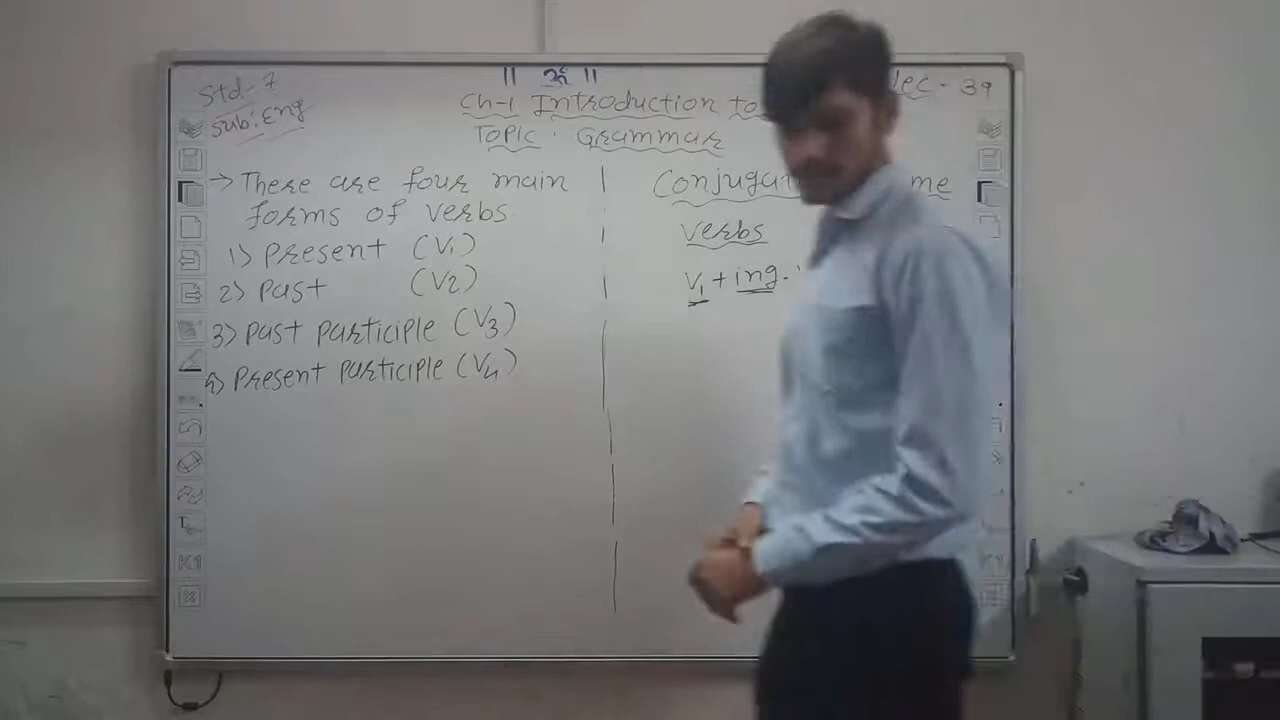 || ૐ ||
Std-7
Sub:Eng
Lec - 39
Ch-1 Introduction to
Topic : Grammar
→ There are four main
forms of verbs
1) Present (V1)
2) Past (V2)
3) Past participle (V3)
4) Present participle (V4)
verbs
V1 + ing.